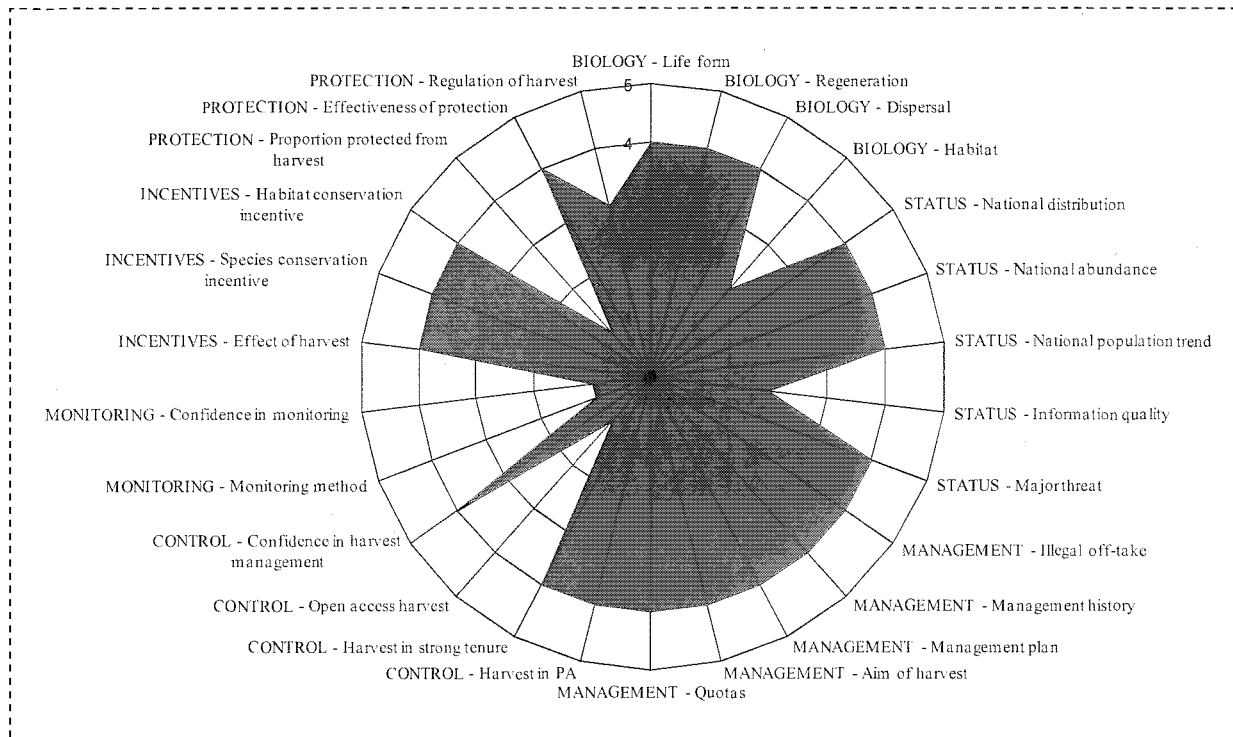 BIOLOGY - Life form
BIOLOGY - Regeneration
BIOLOGY - Dispersal
BIOLOGY - Habitat
STATUS - National distribution
STATUS - National abundance
STATUS - National population trend
STATUS - Information quality
STATUS - Major threat
MANAGEMENT - Illegal off-take
MANAGEMENT - Management history
MANAGEMENT - Management plan
MANAGEMENT - Aim of harvest
MANAGEMENT - Quotas
CONTROL - Harvest in PA
CONTROL - Harvest in strong tenure
CONTROL - Open access harvest
CONTROL - Confidence in harvest
management
MONITORING - Monitoring method
MONITORING - Confidence in monitoring
INCENTIVES - Effect of harvest
INCENTIVES - Species conservation
incentive
INCENTIVES - Habitat conservation
incentive
PROTECTION - Proportion protected from
harvest
PROTECTION - Effectiveness of protection
PROTECTION - Regulation of harvest
5
4